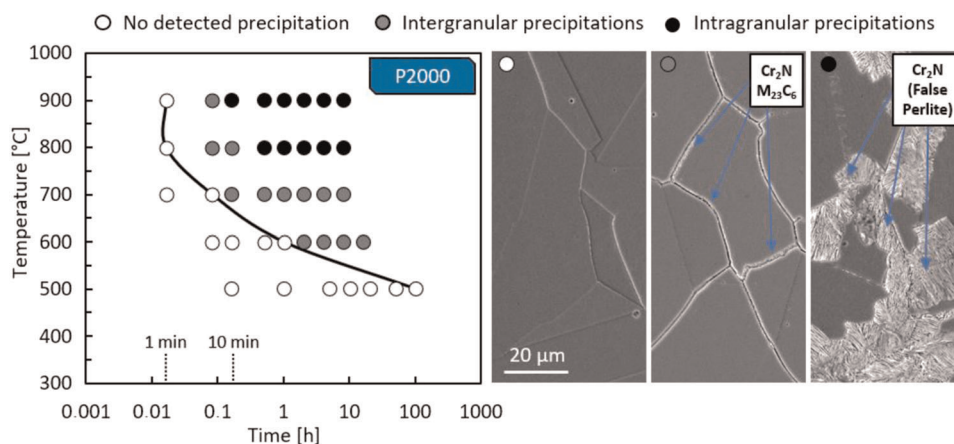 No detected precipitation
Intergranular precipitations
Intragranular precipitations
1000
900
800
700
600
500
400
300
Temperature [°C]
P2000
1 min
10 min
0.001
0.01
0.1
1
10
100
1000
Time [h]
20 µm
Cr₂N
M₂₃C₆
Cr₂N
(False
Perlite)